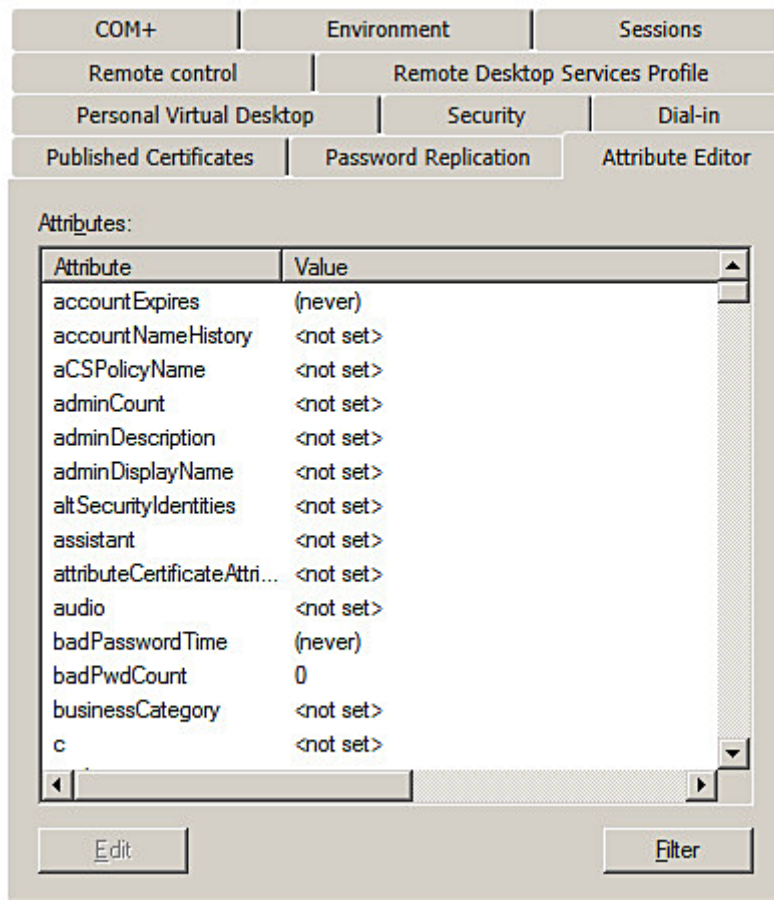 COM+ Environment Sessions
Remote control Remote Desktop Services Profile
Personal Virtual Desktop Security Dial-in
Published Certificates Password Replication Attribute Editor
Attributes:
Attribute Value
accountExpires (never)
accountNameHistory <not set>
aCSPolicyName <not set>
adminCount <not set>
adminDescription <not set>
adminDisplayName <not set>
altSecurityIdentities <not set>
assistant <not set>
attributeCertificateAttri... <not set>
audio <not set>
badPasswordTime (never)
badPwdCount 0
businessCategory <not set>
c <not set>
Edit Filter